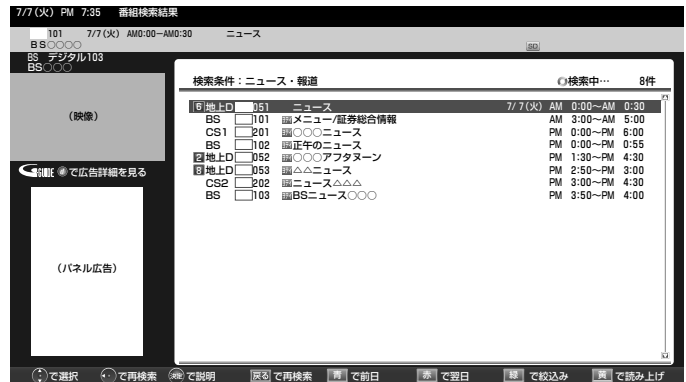 7/7(火) PM 7:35 番組検索結果
101 7/7(火) AM0:00−AM0:30 ニュース
BS○○○○
SD
BS デジタル103
BS○○○
(映像)
GガイドGUIDE で広告詳細を見る
(パネル広告)
検索条件：ニュース・報道 検索中… 8件
6 地上D 051 ニュース 7/7(火) AM 0:00〜AM 0:30
BS 101 メニュー/証券総合情報 AM 3:00〜AM 5:00
CS1 201 ○○○ニュース PM 0:00〜PM 6:00
BS 102 正午のニュース PM 0:00〜PM 0:55
2 地上D 052 ○○○アフタヌーン PM 1:30〜PM 4:30
8 地上D 053 △△ニュース PM 2:50〜PM 3:00
CS2 202 ニュース△△△ PM 3:00〜PM 4:30
BS 103 BSニュース○○○ PM 3:50〜PM 4:00
で選択 で再検索 決定 で説明 戻る で再検索 青 で前日 赤 で翌日 緑 で絞込み 黄 で読み上げ